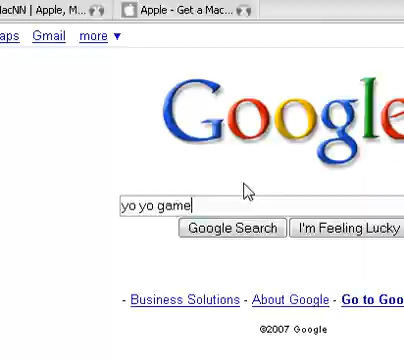 MacNN | Apple, M... Apple - Get a Mac...
Gmail more ▼
Google
yo yo game
Google Search I'm Feeling Lucky
- Business Solutions - About Google - Go to Goo
©2007 Google